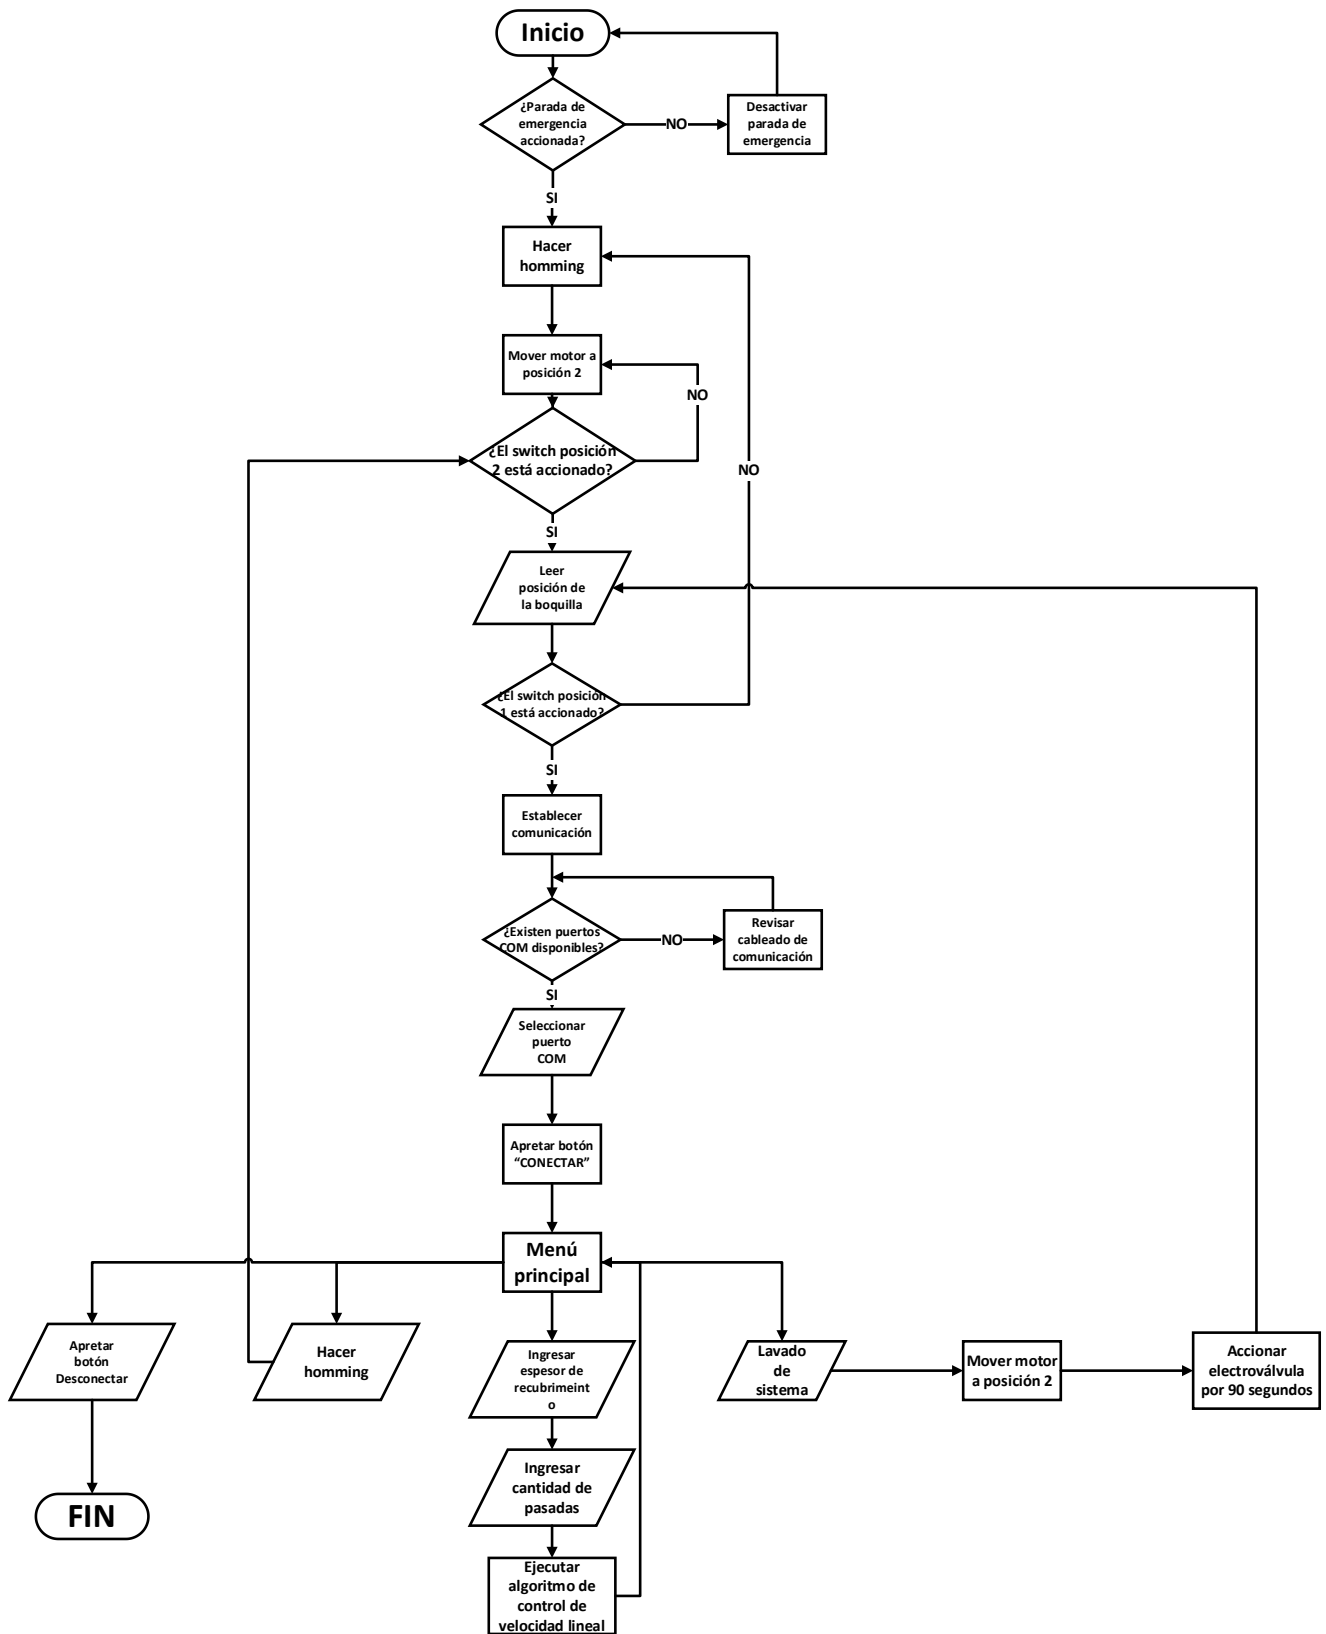 Inicio
¿Parada de
emergencia
accionada?
NO
Desactivar
parada de
emergencia
SI
Hacer
homming
Mover motor a
posición 2
NO
¿El switch posición
2 está accionado?
NO
SI
Leer
posición de
la boquilla
¿El switch posición
1 está accionado?
SI
Establecer
comunicación
¿Existen puertos
COM disponibles?
NO
Revisar
cableado de
comunicación
SI
Seleccionar
puerto
COM
Apretar botón
“CONECTAR”
Menú
principal
Apretar
botón
Desconectar
Hacer
homming
Ingresar
espesor de
recubrimeint
o
Lavado
de
sistema
Mover motor
a posición 2
Accionar
electroválvula
por 90 segundos
Ingresar
cantidad de
pasadas
FIN
Ejecutar
algoritmo de
control de
velocidad lineal